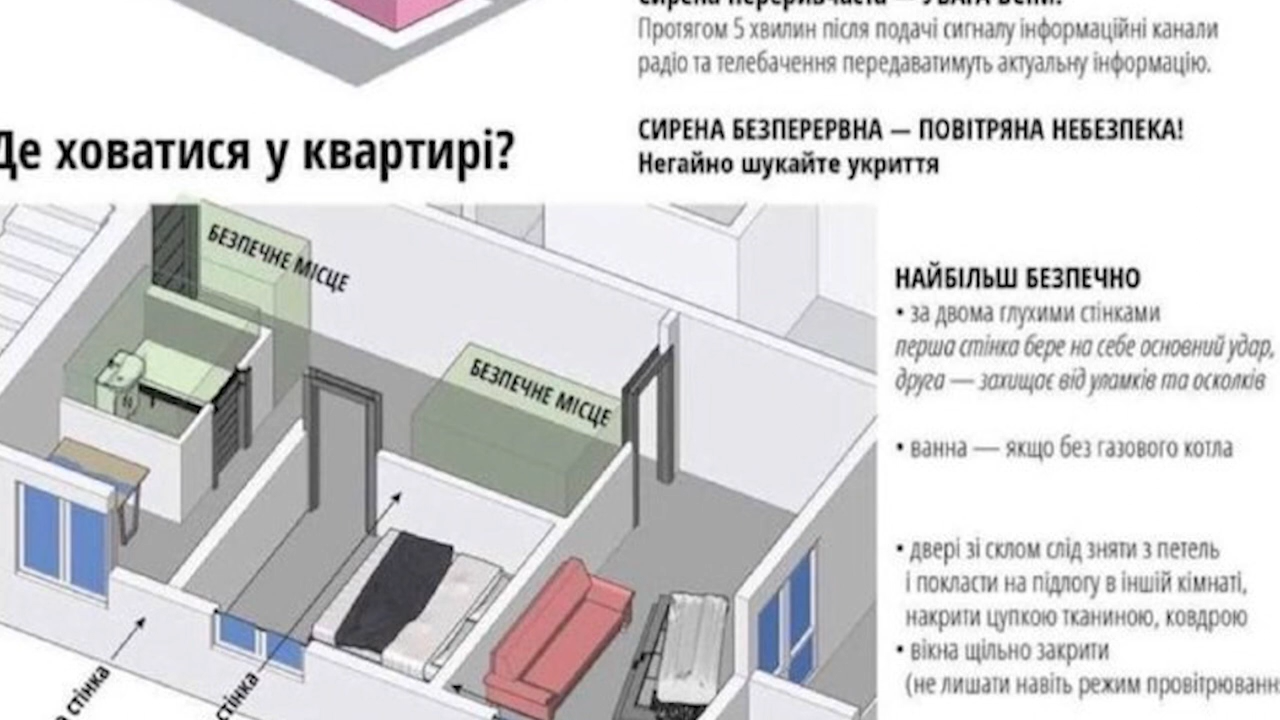 Протягом 5 хвилин після подачі сигналу інформаційні канали
радіо та телебачення передаватимуть актуальну інформацію.
СИРЕНА БЕЗПЕРЕРВНА — ПОВІТРЯНА НЕБЕЗПЕКА!
Негайно шукайте укриття
Де ховатися у квартирі?
БЕЗПЕЧНЕ МІСЦЕ
БЕЗПЕЧНЕ МІСЦЕ
стінка
стінка
НАЙБІЛЬШ БЕЗПЕЧНО
• за двома глухими стінками
перша стінка бере на себе основний удар,
друга — захищає від уламків та осколків
• ванна — якщо без газового котла
• двері зі склом слід зняти з петель
і покласти на підлогу в іншій кімнаті,
накрити цупкою тканиною, ковдрою
• вікна щільно закрити
(не лишати навіть режим